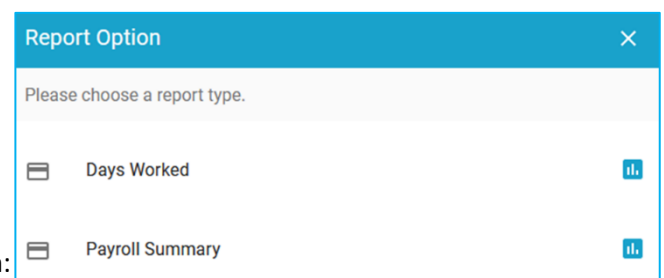 Report Option
Please choose a report type.
Days Worked
Payroll Summary